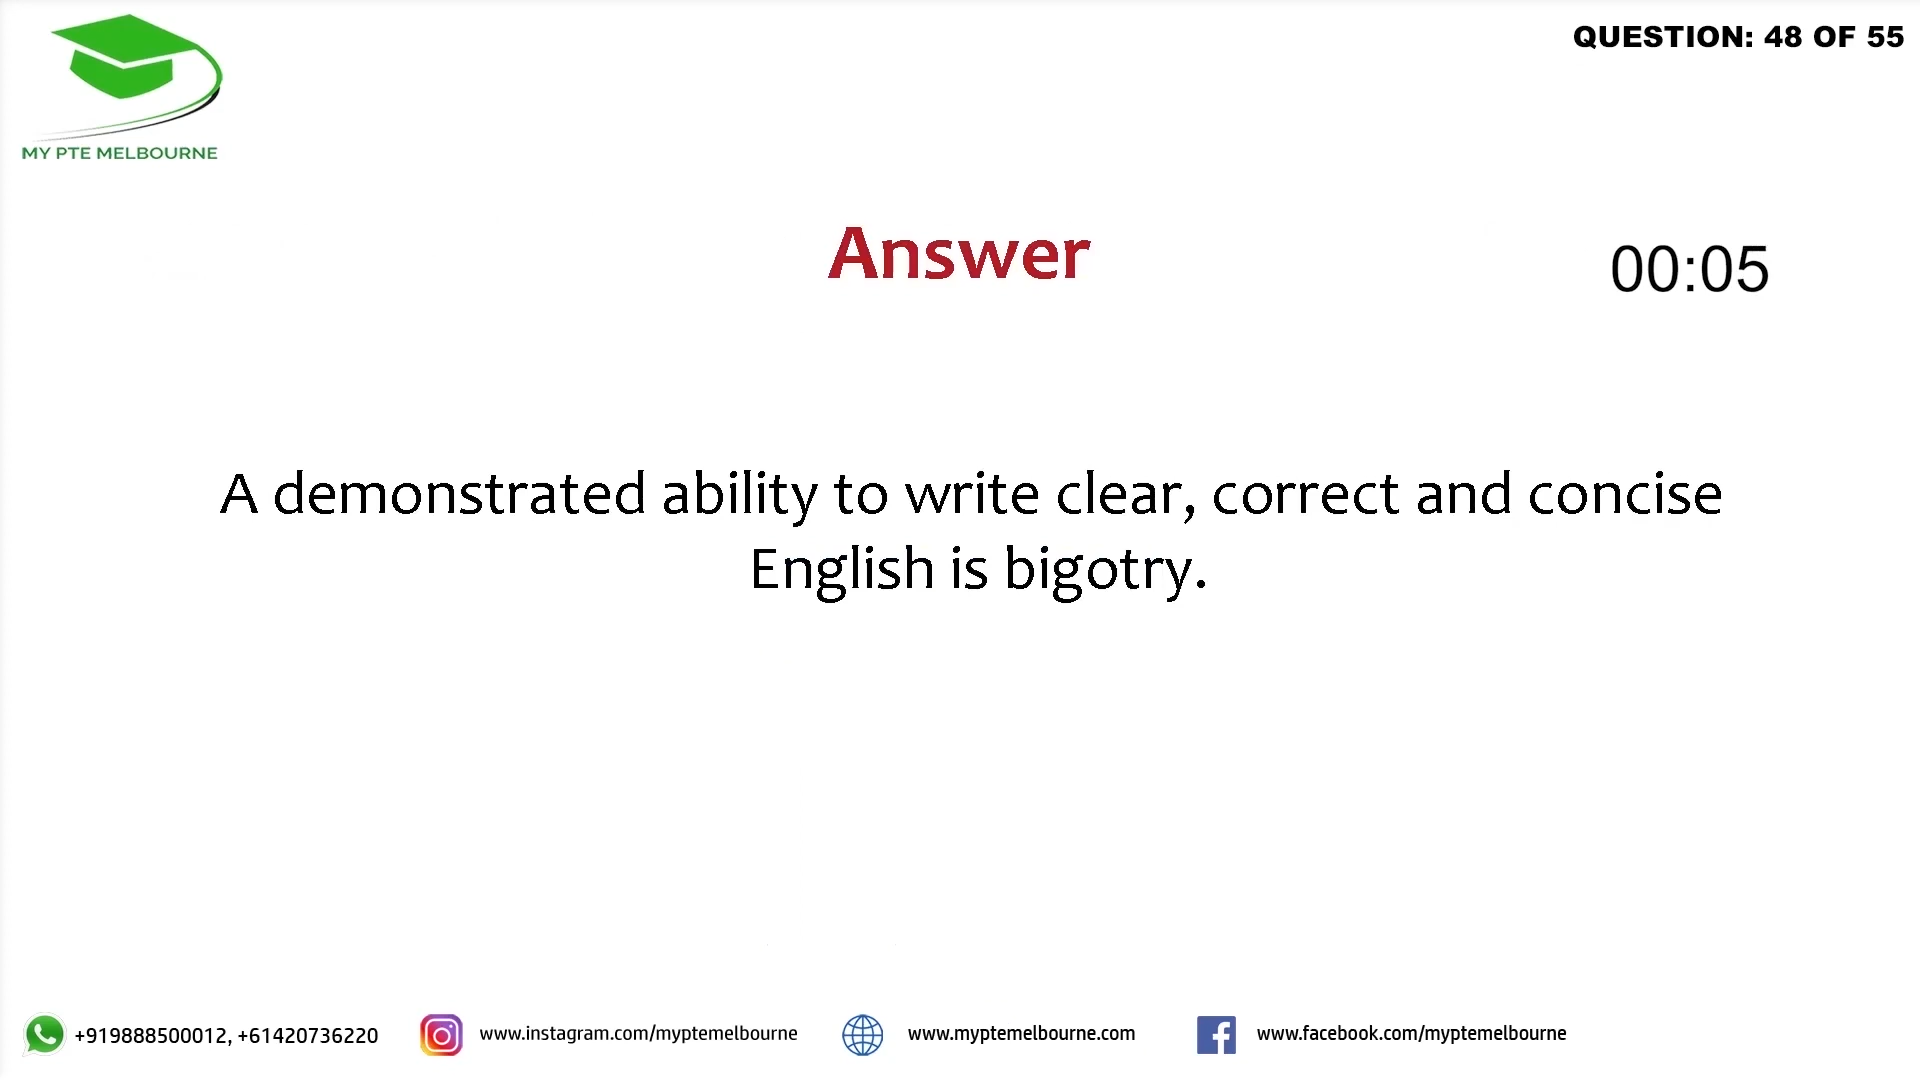 QUESTION: 48 OF 55
MY PTE MELBOURNE
Answer
00:05
A demonstrated ability to write clear, correct and concise
English is bigotry.
+919888500012, +61420736220
www.instagram.com/myptemelbourne
www.myptemelbourne.com
www.facebook.com/myptemelbourne